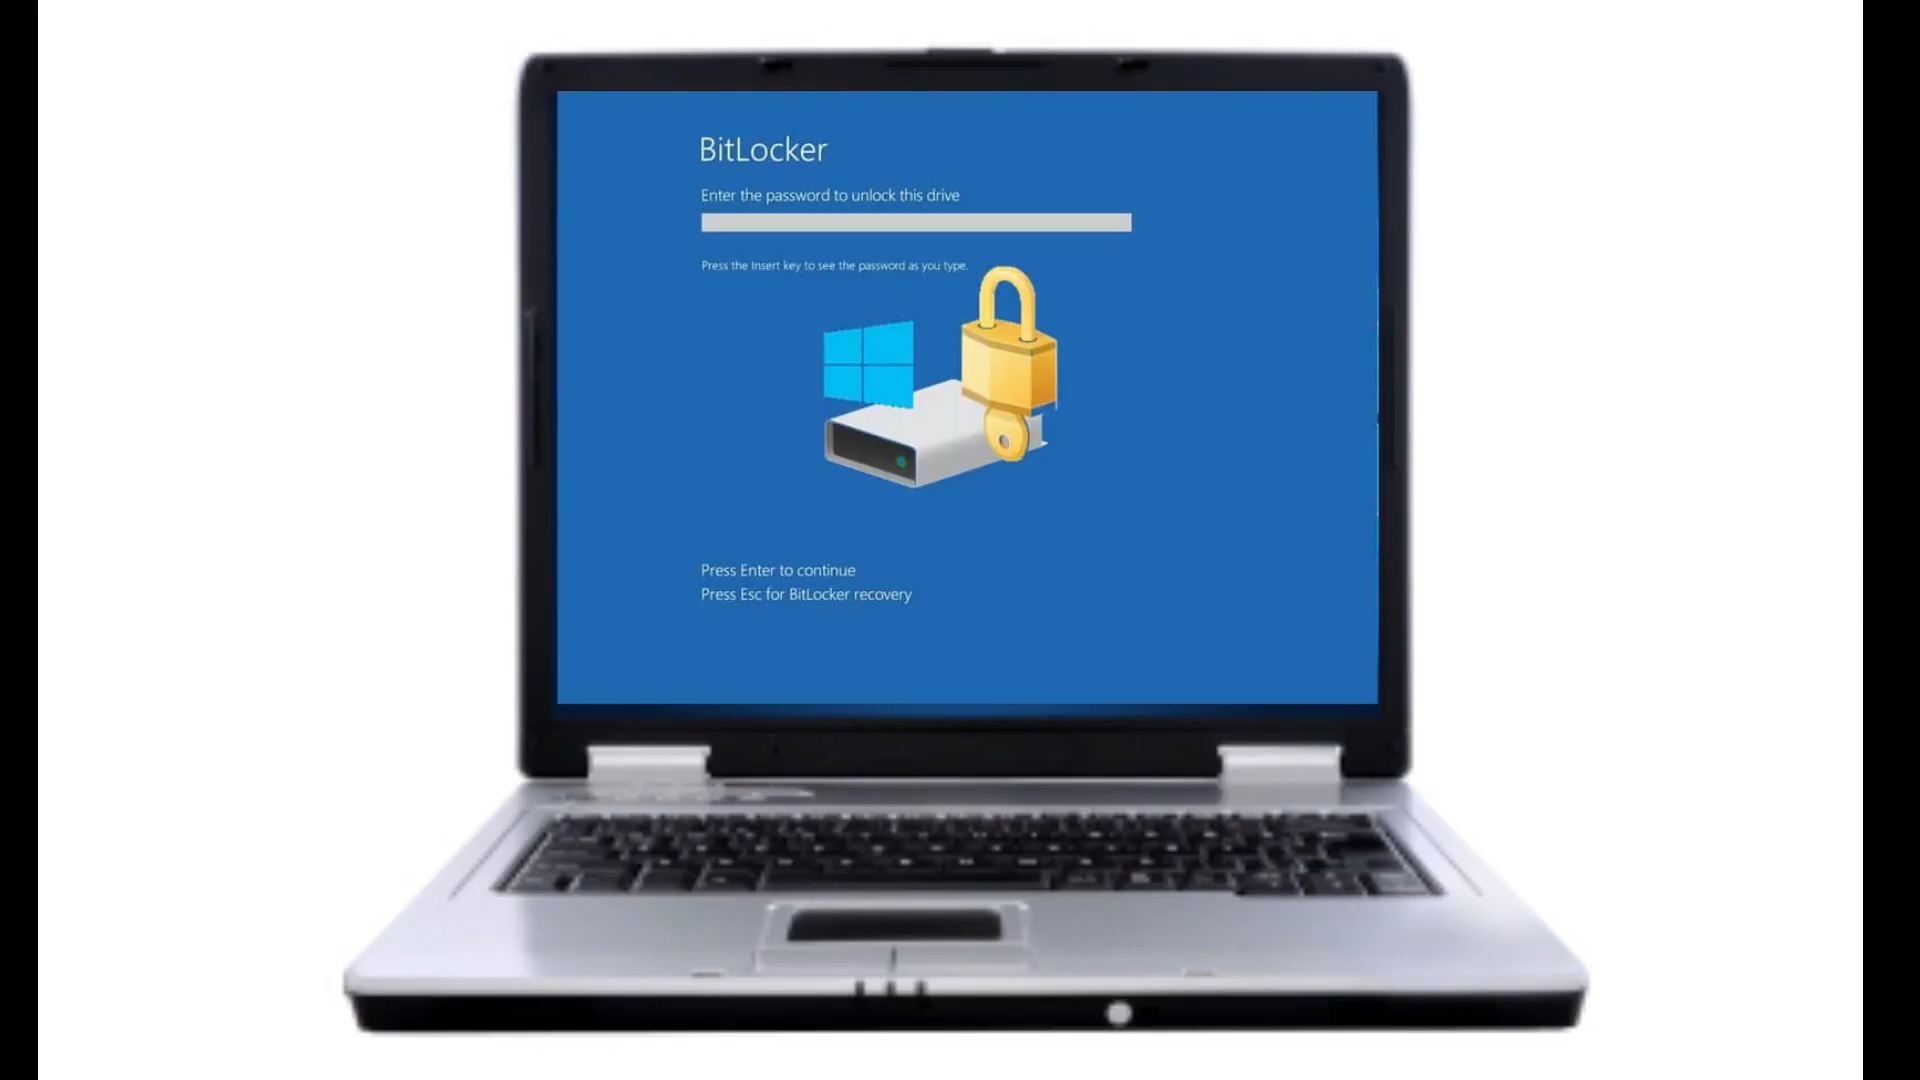 BitLocker
Enter the password to unlock this drive
Press the Insert key to see the password as you type.
Press Enter to continue
Press Esc for BitLocker recovery